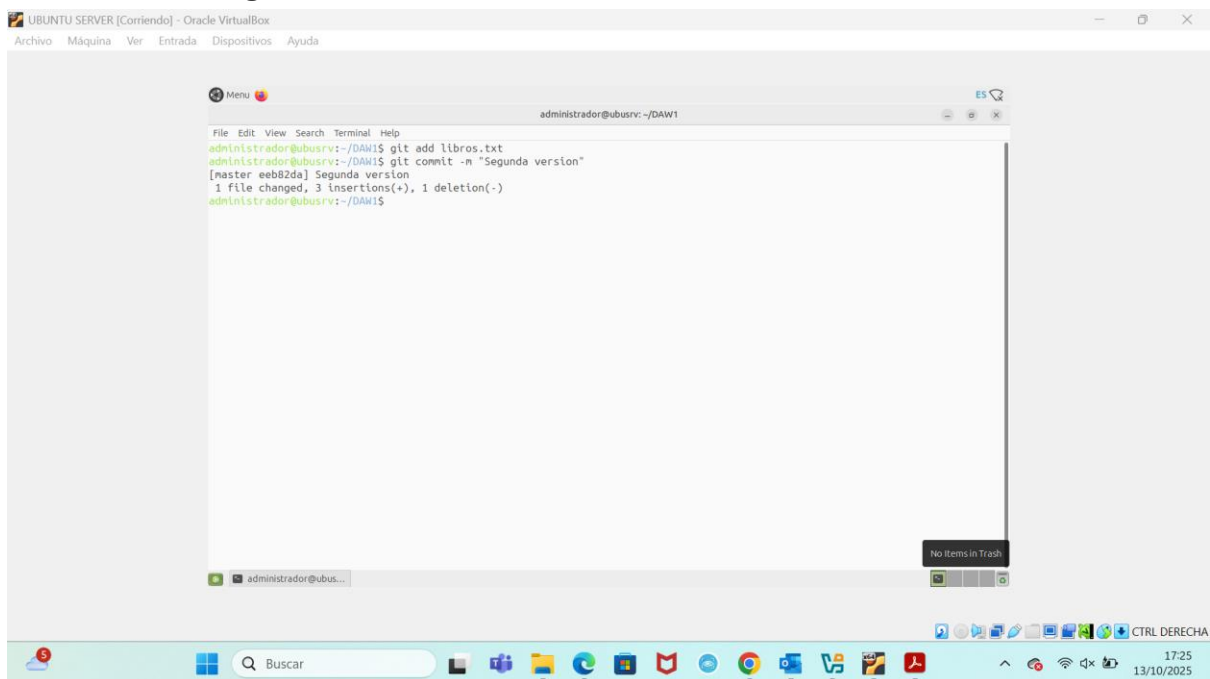 UBUNTU SERVER [Corriendo] - Oracle VirtualBox
Archivo Máquina Ver Entrada Dispositivos Ayuda
Menu ES
administrador@ubusrv: ~/DAW1
File Edit View Search Terminal Help
administrador@ubusrv:~/DAW1$ git add libros.txt
administrador@ubusrv:~/DAW1$ git commit -m "Segunda version"
[master eeb82da] Segunda version
1 file changed, 3 insertions(+), 1 deletion(-)
administrador@ubusrv:~/DAW1$
No Items in Trash
administrador@ubus...
CTRL DERECHA
5
Buscar
17:25
13/10/2025